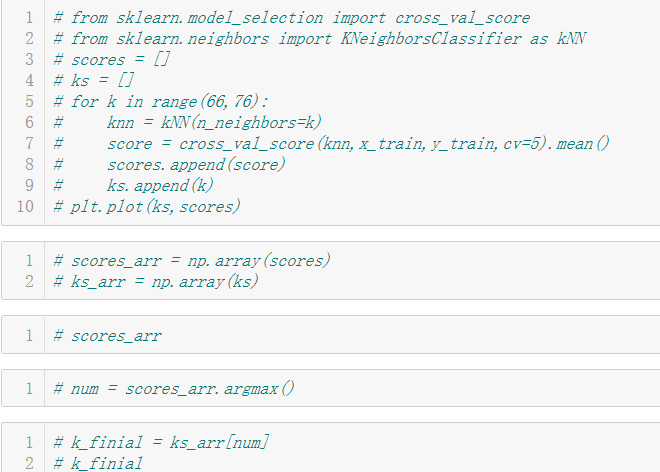 1 # from sklearn.model_selection import cross_val_score
2 # from sklearn.neighbors import KNeighborsClassifier as kNN
3 # scores = []
4 # ks = []
5 # for k in range(66,76):
6 #     knn = kNN(n_neighbors=k)
7 #     score = cross_val_score(knn,x_train,y_train,cv=5).mean()
8 #     scores.append(score)
9 #     ks.append(k)
10 # plt.plot(ks,scores)
1 # scores_arr = np.array(scores)
2 # ks_arr = np.array(ks)
1 # scores_arr
1 # num = scores_arr.argmax()
1 # k_finial = ks_arr[num]
2 # k_finial